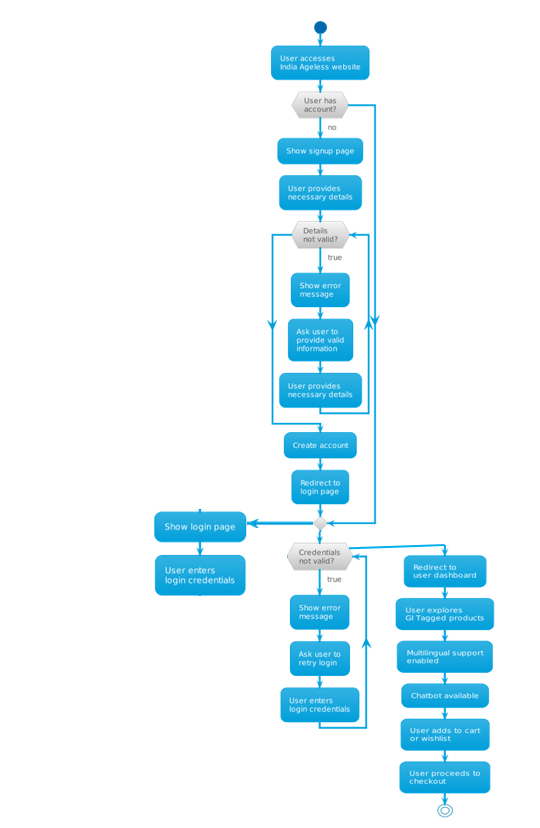 User accesses
India Ageless website
User has
account?
no
Show signup page
User provides
necessary details
Details
not valid?
true
Show error
message
Ask user to
provide valid
information
User provides
necessary details
Create account
Redirect to
login page
Show login page
User enters
login credentials
Credentials
not valid?
true
Show error
message
Ask user to
retry login
User enters
login credentials
Redirect to
user dashboard
User explores
GI Tagged products
Multilingual support
enabled
Chatbot available
User adds to cart
or wishlist
User proceeds to
checkout